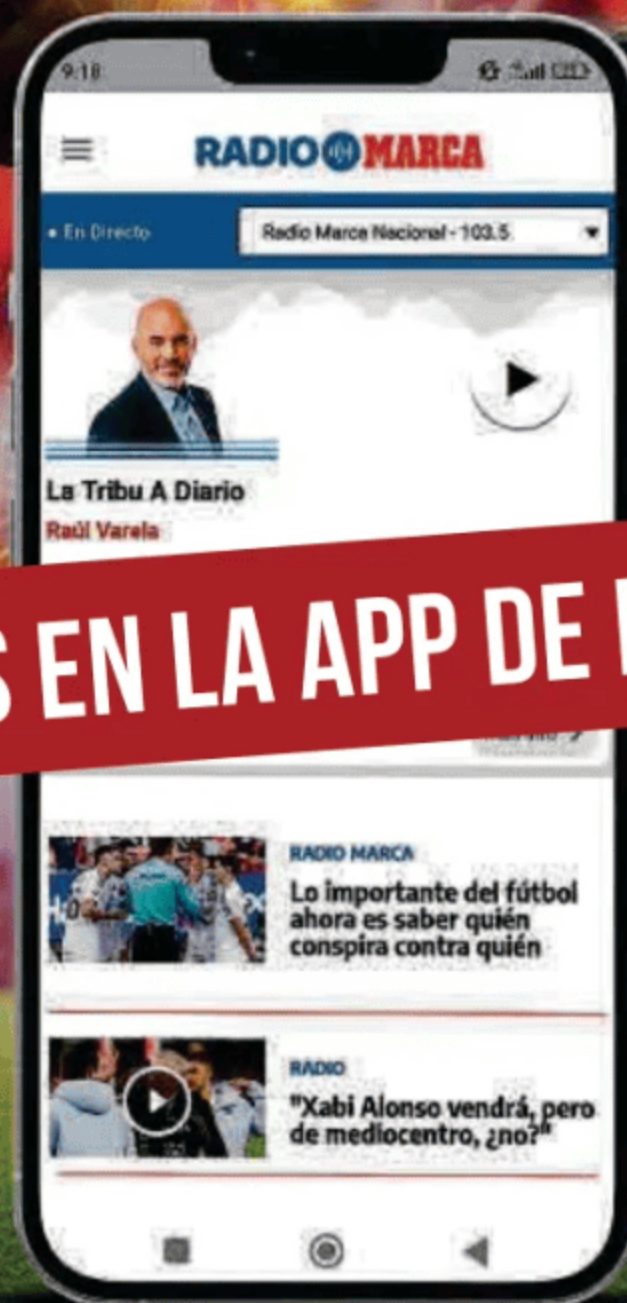 9:18
RADIO MARCA
• En Directo
Radio Marca Nacional - 103.5
La Tribu A Diario
Raúl Varela
EN LA APP DE
RADIO MARCA
Lo importante del fútbol
ahora es saber quién
conspira contra quién
RADIO
"Xabi Alonso vendrá, pero
de mediocentro, ¿no?"